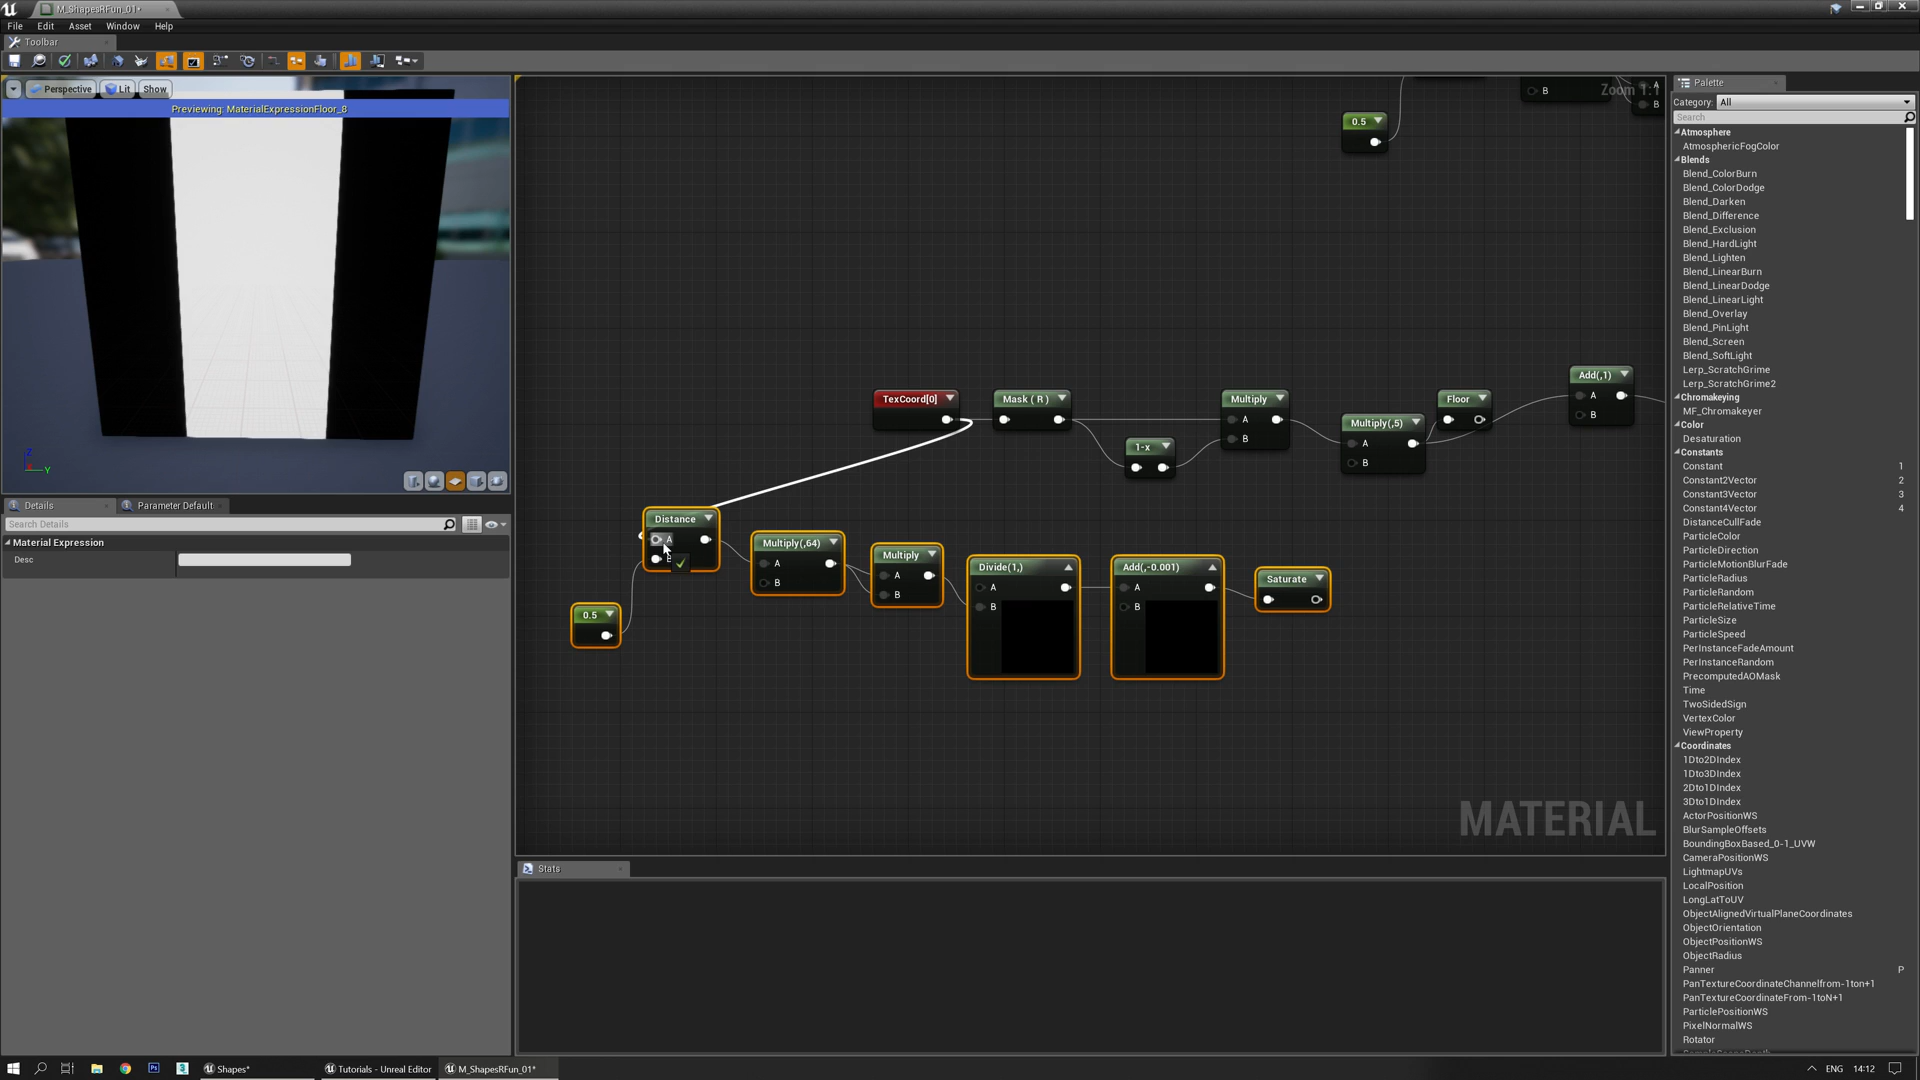 M_ShapesRFun_01*
File Edit Asset Window Help
Toolbar
Perspective Lit Show
Previewing: MaterialExpressionFloor_8
Z
Y
Details
Parameter Default
Search Details
Material Expression
Desc
Zoom 1:1
B
A
B
0.5
TexCoord[0]
Mask ( R )
Multiply
A
B
1-x
Multiply(,5)
A
B
Floor
Add(,1)
A
B
Distance
A
Multiply(,64)
A
B
Multiply
A
B
Divide(1,)
A
B
Add(,-0.001)
A
B
Saturate
0.5
MATERIAL
Stats
Palette
Category: All
Search
Atmosphere
AtmosphericFogColor
Blends
Blend_ColorBurn
Blend_ColorDodge
Blend_Darken
Blend_Difference
Blend_Exclusion
Blend_HardLight
Blend_Lighten
Blend_LinearBurn
Blend_LinearDodge
Blend_LinearLight
Blend_Overlay
Blend_PinLight
Blend_Screen
Blend_SoftLight
Lerp_ScratchGrime
Lerp_ScratchGrime2
Chromakeying
MF_Chromakeyer
Color
Desaturation
Constants
Constant 1
Constant2Vector 2
Constant3Vector 3
Constant4Vector 4
DistanceCullFade
ParticleColor
ParticleDirection
ParticleMotionBlurFade
ParticleRadius
ParticleRandom
ParticleRelativeTime
ParticleSize
ParticleSpeed
PerInstanceFadeAmount
PerInstanceRandom
PrecomputedAOMask
Time
TwoSidedSign
VertexColor
ViewProperty
Coordinates
1Dto2DIndex
1Dto3DIndex
2Dto1DIndex
3Dto1DIndex
ActorPositionWS
BlurSampleOffsets
BoundingBoxBased_0-1_UVW
CameraPositionWS
LightmapUVs
LocalPosition
LongLatToUV
ObjectAlignedVirtualPlaneCoordinates
ObjectOrientation
ObjectPositionWS
ObjectRadius
Panner P
PanTextureCoordinateChannelfrom-1ton+1
PanTextureCoordinateFrom-1toN+1
ParticlePositionWS
PixelNormalWS
Rotator
Shapes*
Tutorials - Unreal Editor
M_ShapesRFun_01*
ENG 14:12